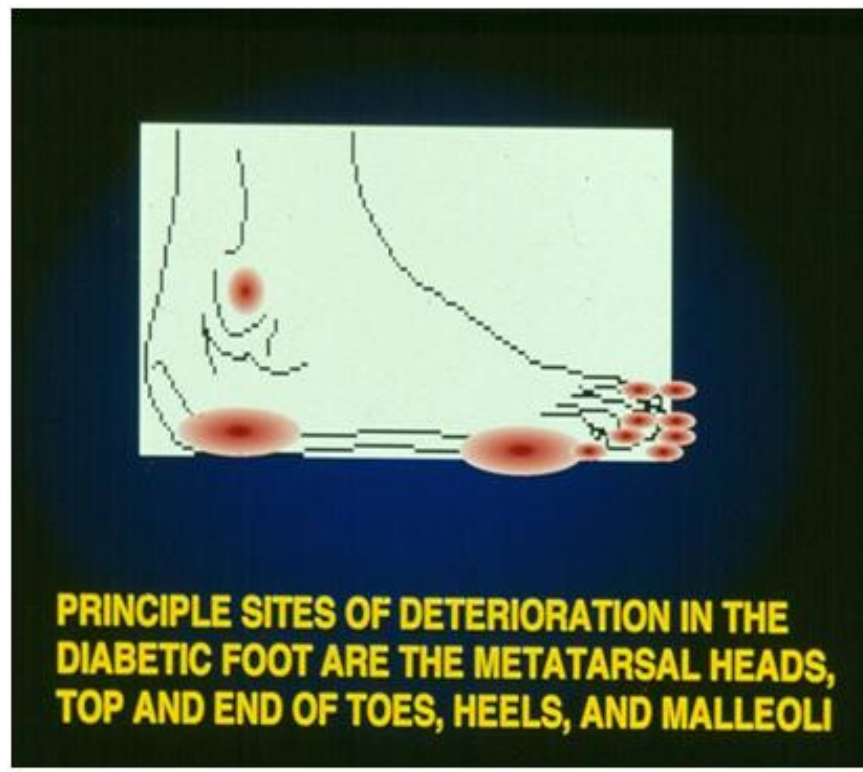 PRINCIPLE SITES OF DETERIORATION IN THE
DIABETIC FOOT ARE THE METATARSAL HEADS,
TOP AND END OF TOES, HEELS, AND MALLEOLI